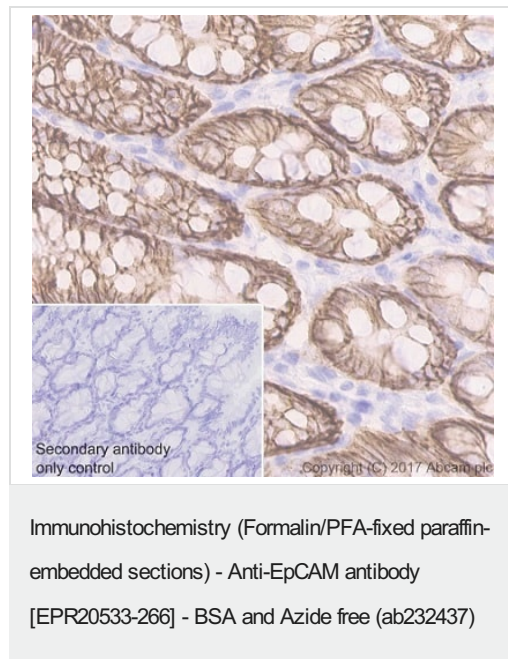 Secondary antibody
only control
Copyright (C) 2017 Abcam plc
Immunohistochemistry (Formalin/PFA-fixed paraffin-
embedded sections) - Anti-EpCAM antibody
[EPR20533-266] - BSA and Azide free (ab232437)